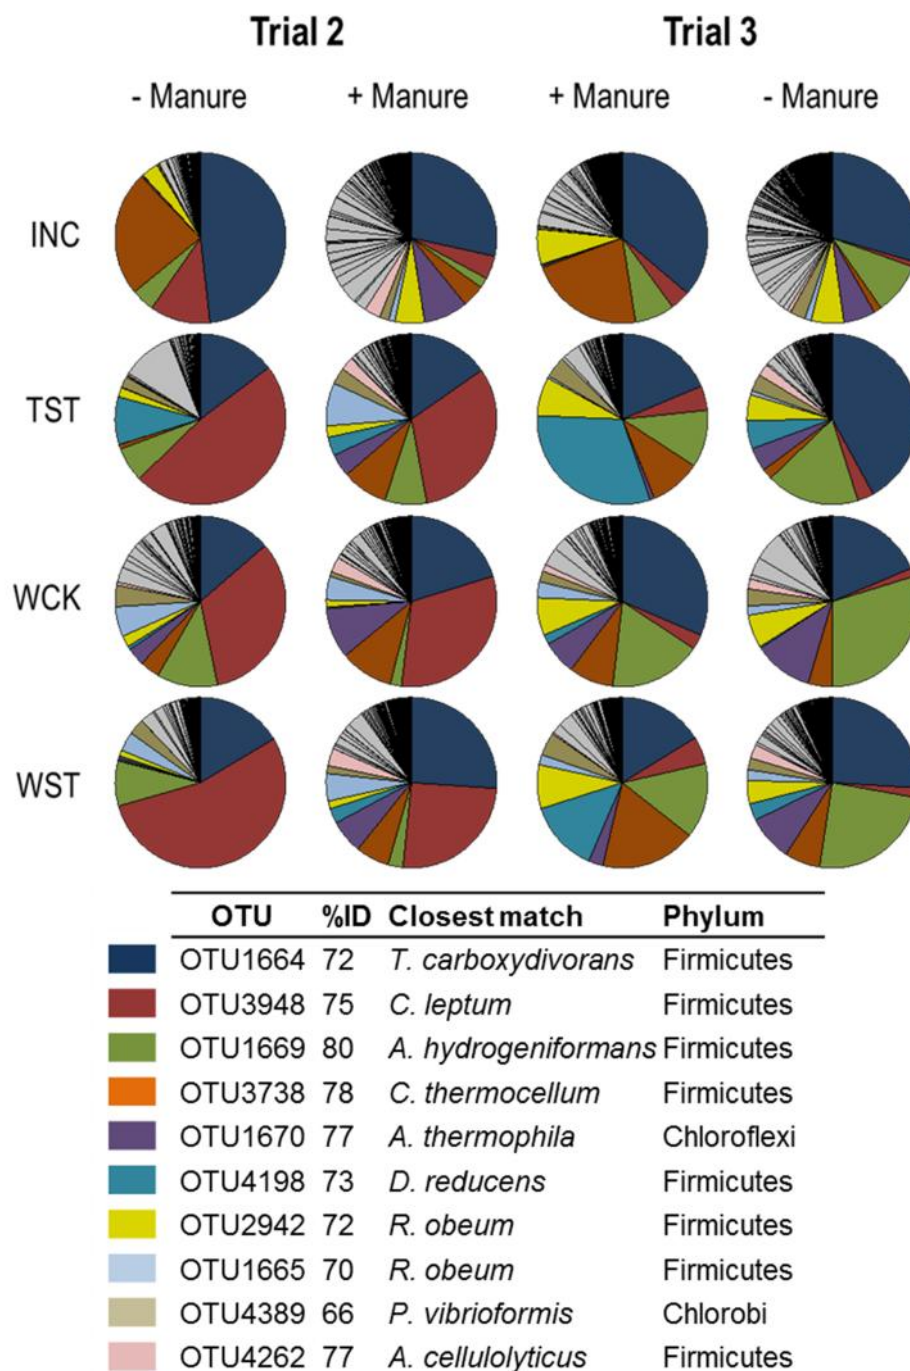 Trial 2 Trial 3
- Manure + Manure + Manure - Manure
INC
TST
WCK
WST
OTU %ID Closest match Phylum
OTU1664 72 T. carboxydivorans Firmicutes
OTU3948 75 C. leptum Firmicutes
OTU1669 80 A. hydrogeniformans Firmicutes
OTU3738 78 C. thermocellum Firmicutes
OTU1670 77 A. thermophila Chloroflexi
OTU4198 73 D. reducens Firmicutes
OTU2942 72 R. obeum Firmicutes
OTU1665 70 R. obeum Firmicutes
OTU4389 66 P. vibrioformis Chlorobi
OTU4262 77 A. cellulolyticus Firmicutes